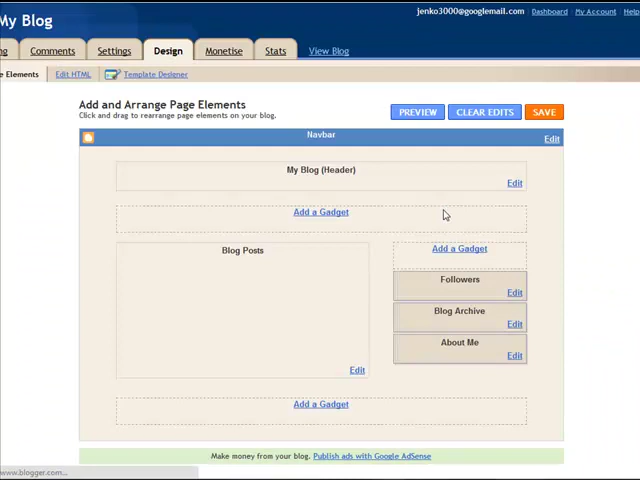 My Blog
jenko3000@googlemail.com | Dashboard | My Account | Help
ng Comments Settings Design Monetise Stats View Blog
e Elements Edit HTML Template Designer
Add and Arrange Page Elements
Click and drag to rearrange page elements on your blog.
PREVIEW CLEAR EDITS SAVE
Navbar
Edit
My Blog (Header)
Edit
Add a Gadget
Blog Posts
Edit
Add a Gadget
Followers
Edit
Blog Archive
Edit
About Me
Edit
Add a Gadget
Make money from your blog. Publish ads with Google AdSense
www.blogger.com...